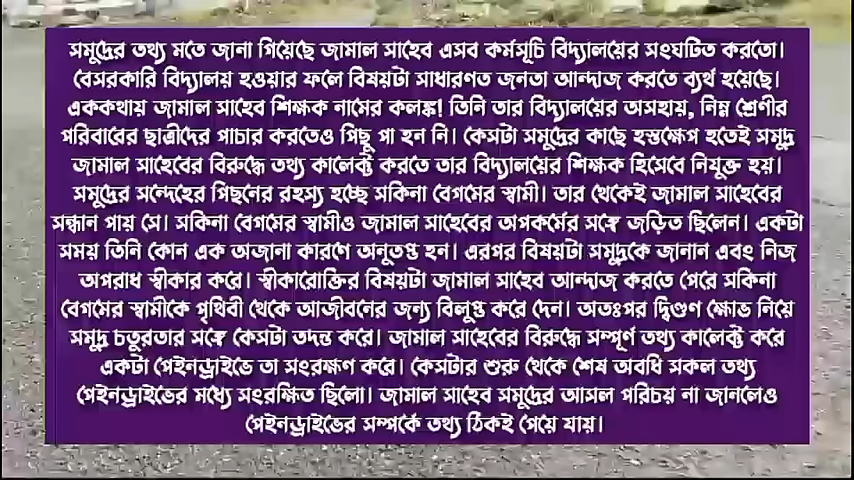 সমুদ্রের তথ্য মতে জানা গিয়েছে জামাল সাহেব এসব কর্মসূচি বিদ্যালয়ের সংঘটিত করতো।
বেসরকারি বিদ্যালয় হওয়ার ফলে বিষয়টা সাধারণত জনতা আন্দাজ করতে ব্যর্থ হয়েছে।
এককথায় জামাল সাহেব শিক্ষক নামের কলঙ্ক! তিনি তার বিদ্যালয়ের অসহায়, নিম্ন শ্রেণীর
পরিবারের ছাত্রীদের পাচার করতেও পিছু পা হন নি। কেসটা সমুদ্রের কাছে হস্তক্ষেপ হতেই সমুদ্র
জামাল সাহেবের বিরুদ্ধে তথ্য কালেক্ট করতে তার বিদ্যালয়ের শিক্ষক হিসেবে নিযুক্ত হয়।
সমুদ্রের সন্দেহের পিছনের রহস্য হচ্ছে সকিনা বেগমের স্বামী। তার থেকেই জামাল সাহেবের
সন্ধান পায় সে। সকিনা বেগমের স্বামীও জামাল সাহেবের অপকর্মের সঙ্গে জড়িত ছিলেন। একটা
সময় তিনি কোন এক অজানা কারণে অনুতপ্ত হন। এরপর বিষয়টা সমুদ্রকে জানান এবং নিজ
অপরাধ স্বীকার করে। স্বীকারোক্তির বিষয়টা জামাল সাহেব আন্দাজ করতে পেরে সকিনা
বেগমের স্বামীকে পৃথিবী থেকে আজীবনের জন্য বিলুপ্ত করে দেন। অতঃপর দ্বিগুণ ক্ষোভ নিয়ে
সমুদ্র চতুরতার সঙ্গে কেসটা তদন্ত করে। জামাল সাহেবের বিরুদ্ধে সম্পূর্ণ তথ্য কালেক্ট করে
একটা পেইনড্রাইভে তা সংরক্ষণ করে। কেসটার শুরু থেকে শেষ অবধি সকল তথ্য
পেইনড্রাইভের মধ্যে সংরক্ষিত ছিলো। জামাল সাহেব সমুদ্রের আসল পরিচয় না জানলেও
পেইনড্রাইভের সম্পর্কে তথ্য ঠিকই পেয়ে যায়।